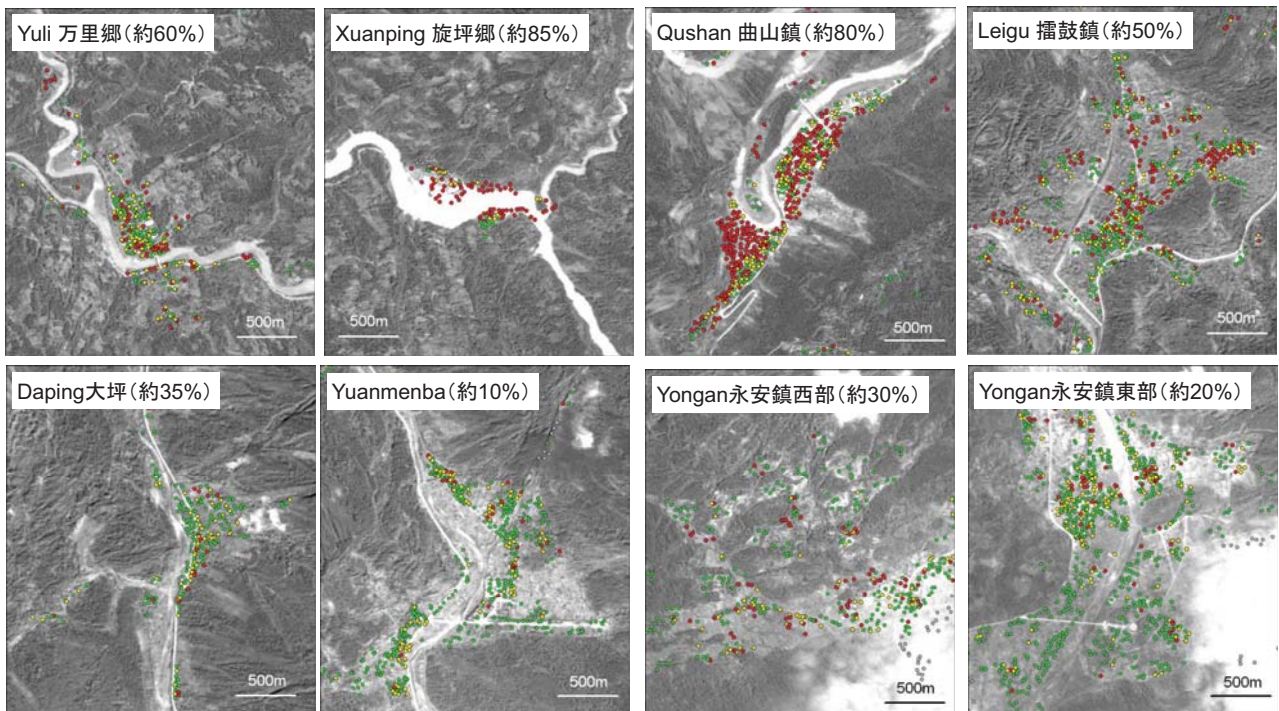 Yuli 万里郷(約60%)
Xuanping 旋坪郷(約85%)
Qushan 曲山鎮(約80%)
Leigu 擂鼓鎮(約50%)
500m
500m
500m
500m
Daping大坪(約35%)
Yuanmenba(約10%)
Yongan永安鎮西部(約30%)
Yongan永安鎮東部(約20%)
500m
500m
500m
500m